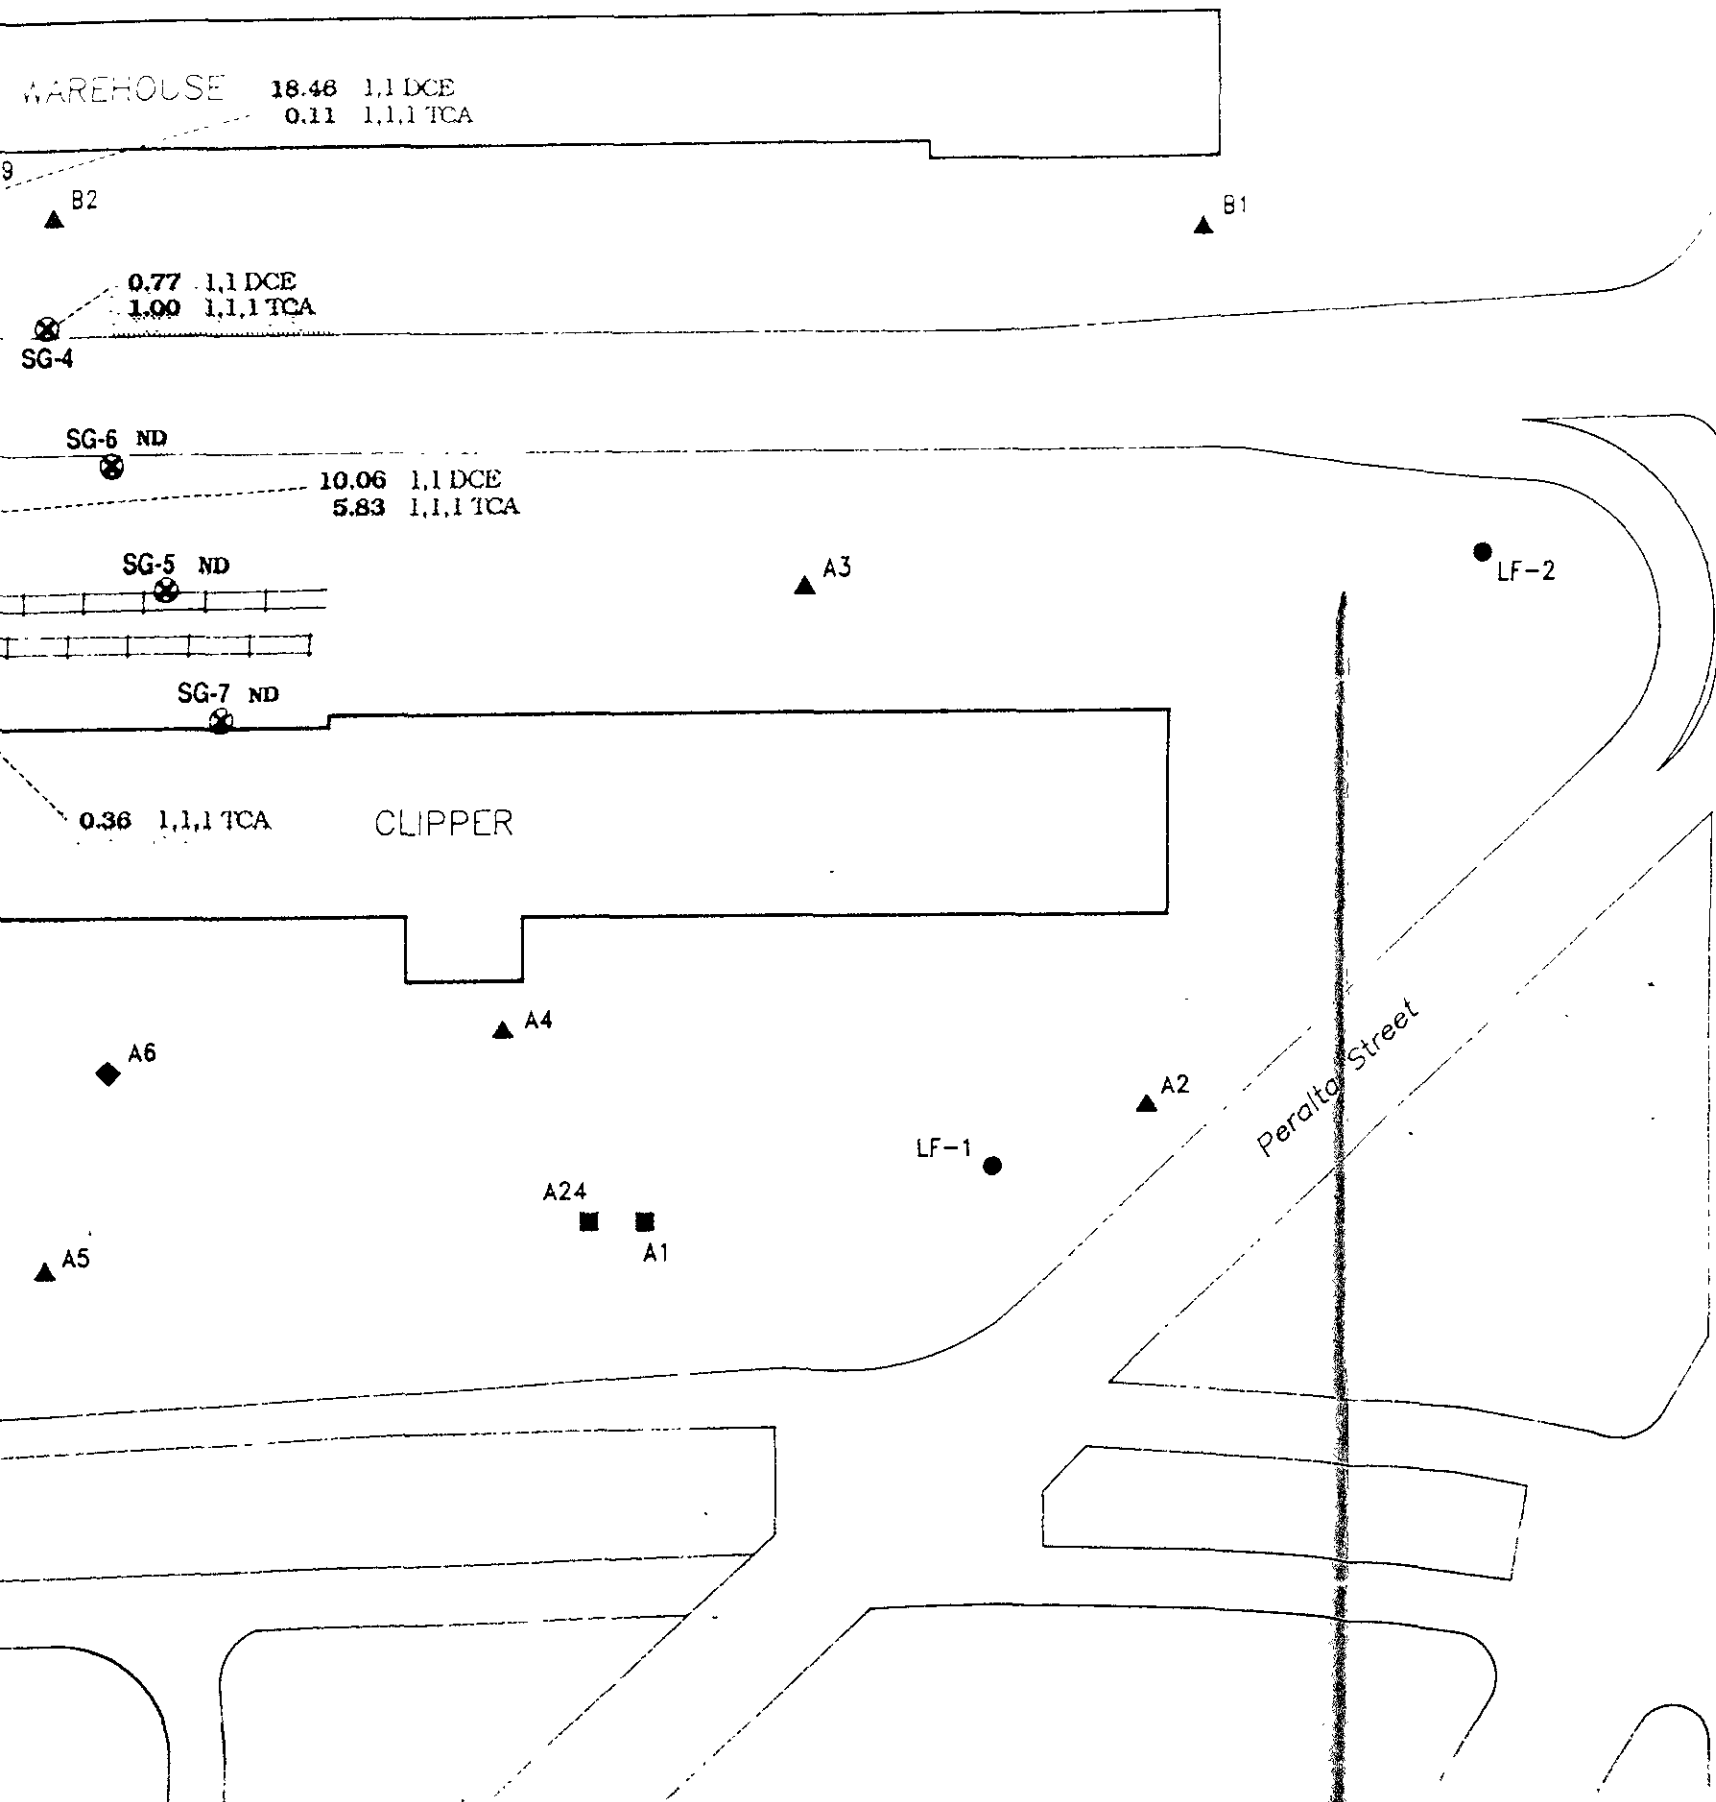 WAREHOUSE
18.46 1,1 DCE
0.11 1,1,1 TCA
9
B2
B1
0.77 1,1 DCE
1.00 1,1,1 TCA
SG-4
SG-6 ND
10.06 1,1 DCE
5.83 1,1,1 TCA
SG-5 ND
A3
LF-2
SG-7 ND
0.36 1,1,1 TCA
CLIPPER
A4
A6
A2
Peralta Street
LF-1
A24
A1
A5